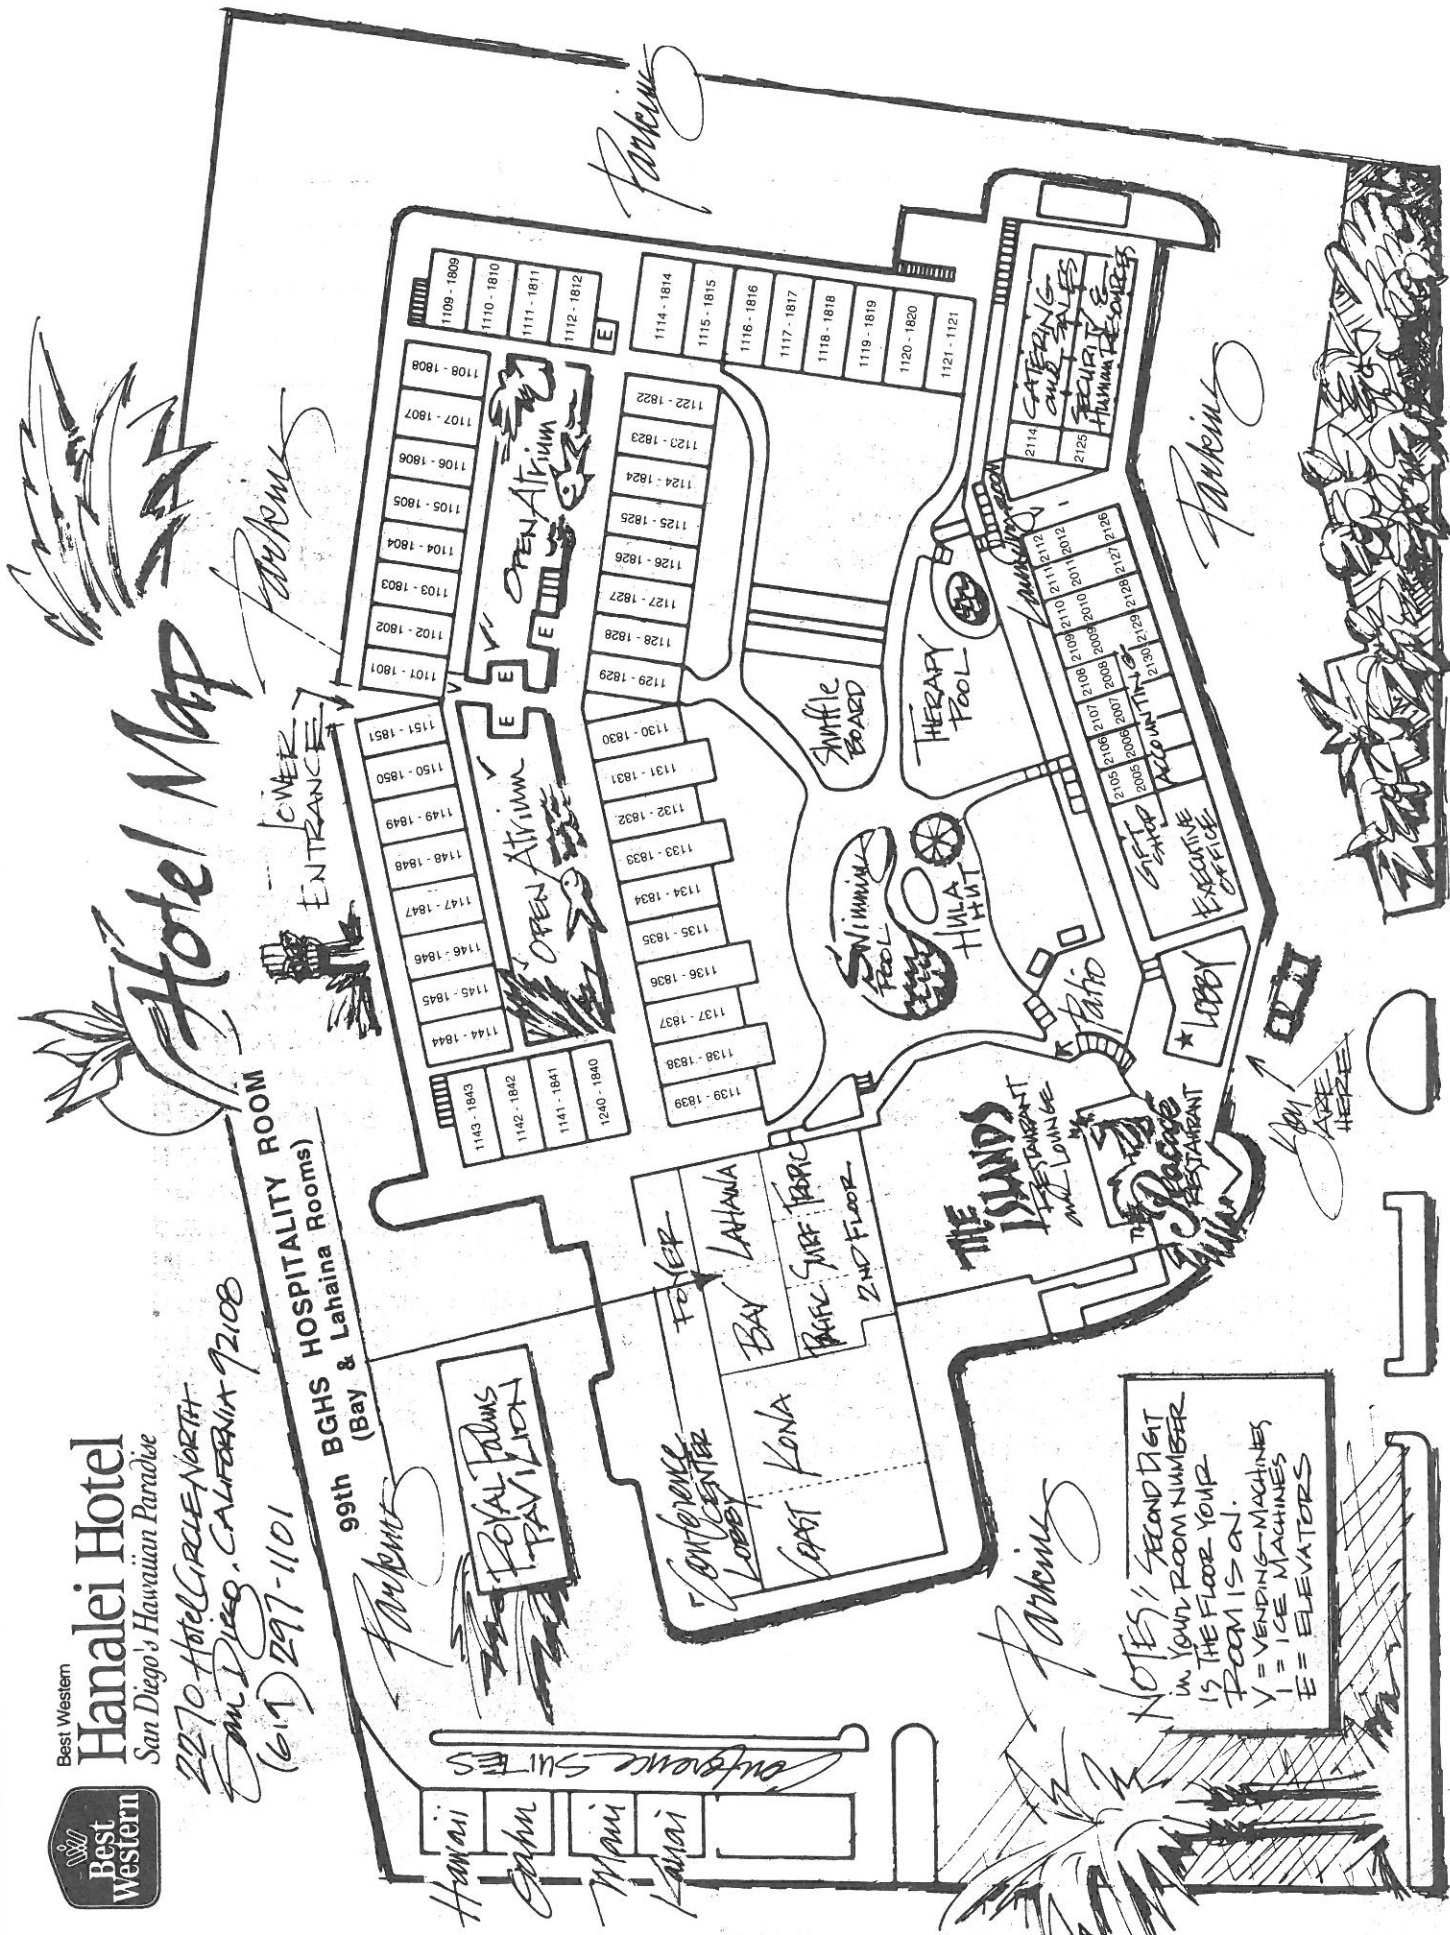 Best Western
Best Western
Hanalei Hotel
San Diego's Hawaiian Paradise
2270 Hotel Circle North
San Diego, California 92108
(619) 297-1101
Hotel Map
99th BGHS HOSPITALITY ROOM
(Bay & Lahaina Rooms)
Lower
Entrance
Parking
Parking
Parking
Parking
Parking
Hawaii
Oahu
Maui
Kauai
Conference Suites
Royal Palms
Pavilion
1143 - 1843
1142 - 1842
1141 - 1841
1240 - 1840
1144 - 1844
1145 - 1845
1146 - 1846
1147 - 1847
1148 - 1848
1149 - 1849
1150 - 1850
1151 - 1851
1101 - 1801
1102 - 1802
1103 - 1803
1104 - 1804
1105 - 1805
1106 - 1806
1107 - 1807
1108 - 1808
1109 - 1809
1110 - 1810
1111 - 1811
1112 - 1812
Open Atrium
V
E
E
E
V
Open Atrium
E
1114 - 1814
1115 - 1815
1116 - 1816
1117 - 1817
1118 - 1818
1119 - 1819
1120 - 1820
1121 - 1121
1139 - 1839
1138 - 1838
1137 - 1837
1136 - 1836
1135 - 1835
1134 - 1834
1133 - 1833
1132 - 1832
1131 - 1831
1130 - 1830
1129 - 1829
1128 - 1828
1127 - 1827
1126 - 1826
1125 - 1825
1124 - 1824
1123 - 1823
1122 - 1822
Conference
Center
Lobby
Foyer
Coast
Kona
Bay
Lahaina
Pacific
Surf
Tropic
2nd Floor
Swimming
Pool
Hula
Hut
Shuffle
Board
Therapy
Pool
The
Islands
Restaurant
and Lounge
Patio
The
Peacock
Restaurant
★ Lobby
Gift
Shop
Executive
Office
Accounting
2105
2106
2107
2108
2109
2110
2111
2112
2005
2006
2007
2008
2009
2010
2011
2012
2130
2129
2128
2127
2126
2114
2125
Catering
and Sales
Security &
Human Resources
You
Are
Here
Notes: Second digit
in your room number
is the floor your
room is on.
V = Vending Machines
I = Ice Machines
E = Elevators